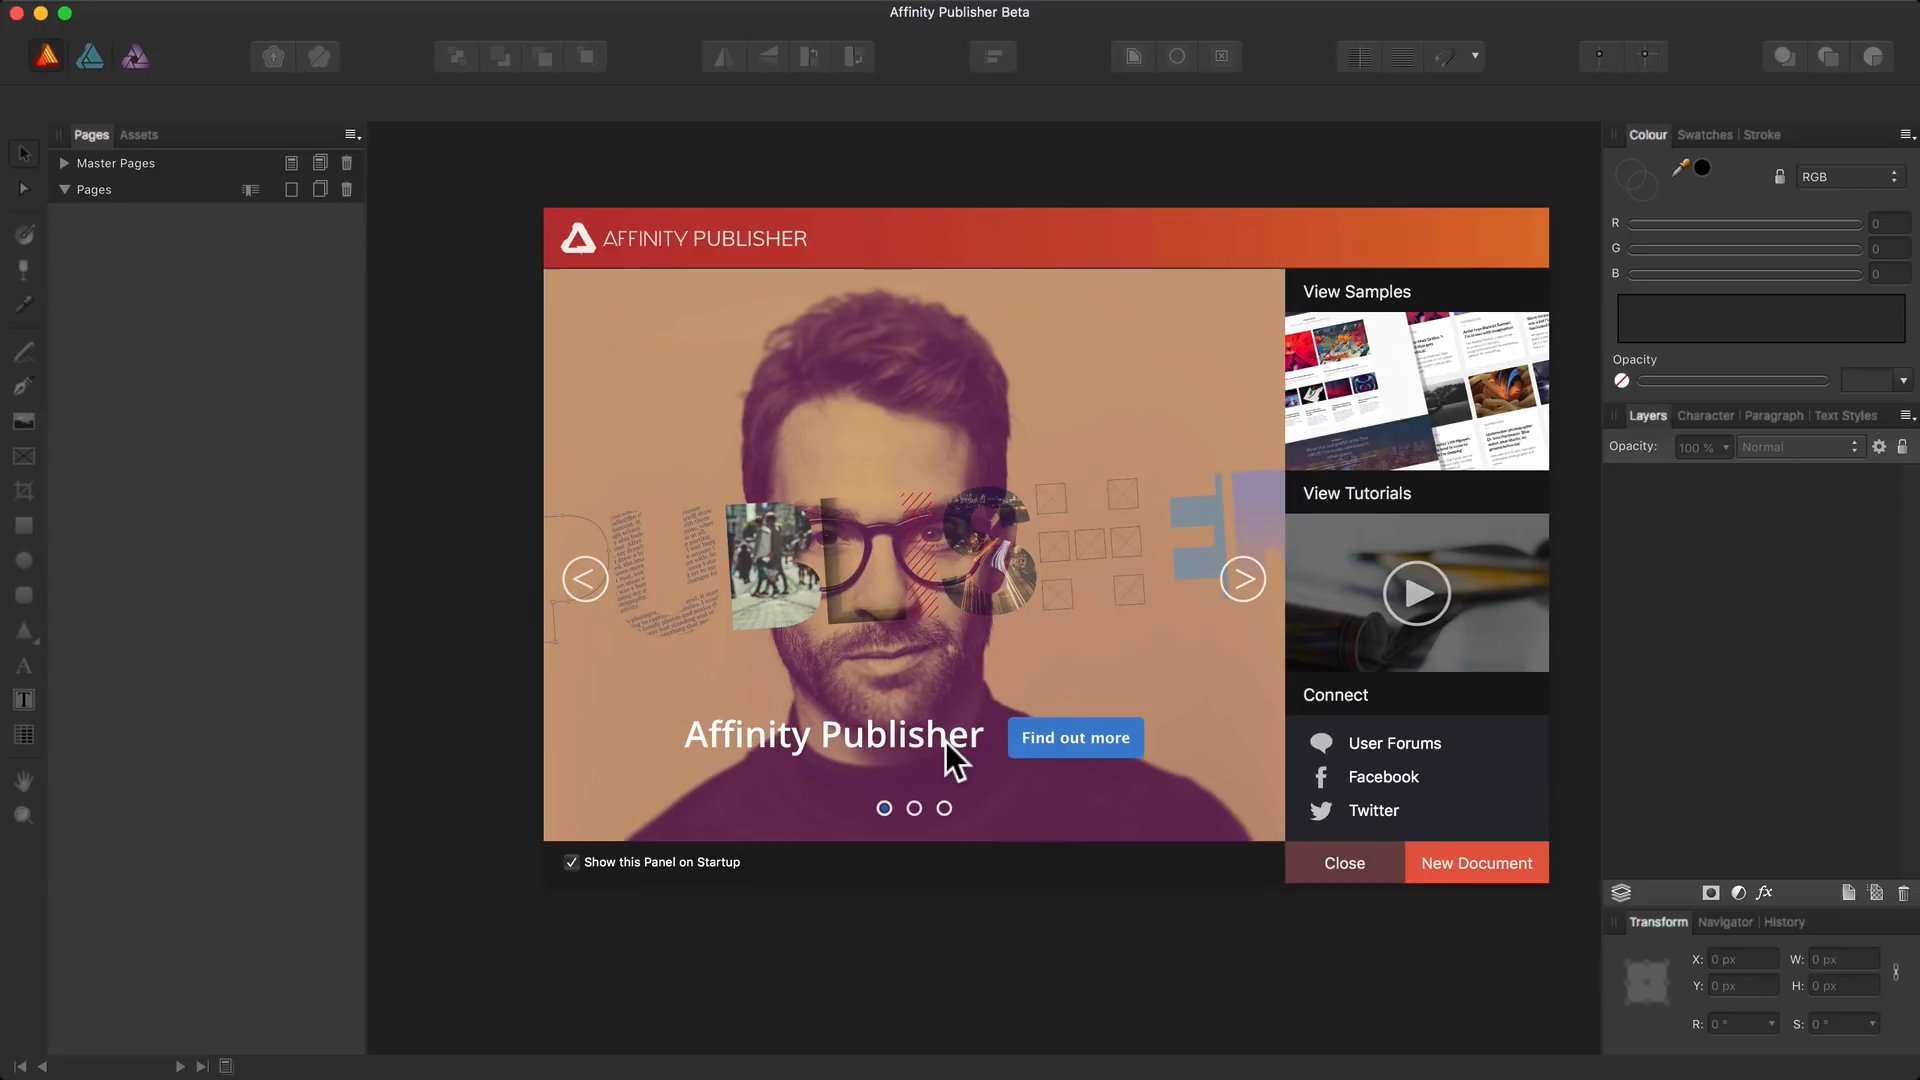 Affinity Publisher Beta
Pages Assets
Master Pages
Pages
AFFINITY PUBLISHER
View Samples
View Tutorials
Connect
User Forums
Facebook
Twitter
Affinity Publisher
Find out more
Show this Panel on Startup
Close
New Document
Colour Swatches Stroke
RGB
R 0
G 0
B 0
Opacity
Layers Character Paragraph Text Styles
Opacity: 100 % Normal
fx
Transform Navigator History
X: 0 px W: 0 px
Y: 0 px H: 0 px
R: 0 ° S: 0 °